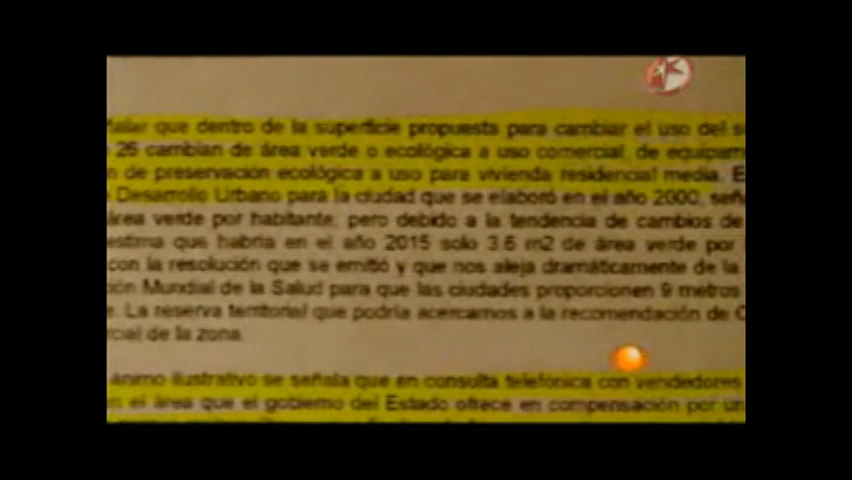 alar que dentro de la superficie propuesta para cambiar el uso del s
26 cambian de área verde o ecológica a uso comercial, de equipam
n de preservación ecológica a uso para vivienda residencial media. E
Desarrollo Urbano para la ciudad que se elaboró en el año 2000, seña
área verde por habitante, pero debido a la tendencia de cambios de
estima que habría en el año 2015 solo 3.6 m2 de área verde por
con la resolución que se emitió y que nos aleja dramáticamente de la
ión Mundial de la Salud para que las ciudades proporcionen 9 metros
e. La reserva territorial que podría acercarnos a la recomendación de O
cial de la zona.
ánimo ilustrativo se señala que en consulta telefónica con vendedores
n el área que el gobierno del Estado ofrece en compensación por un